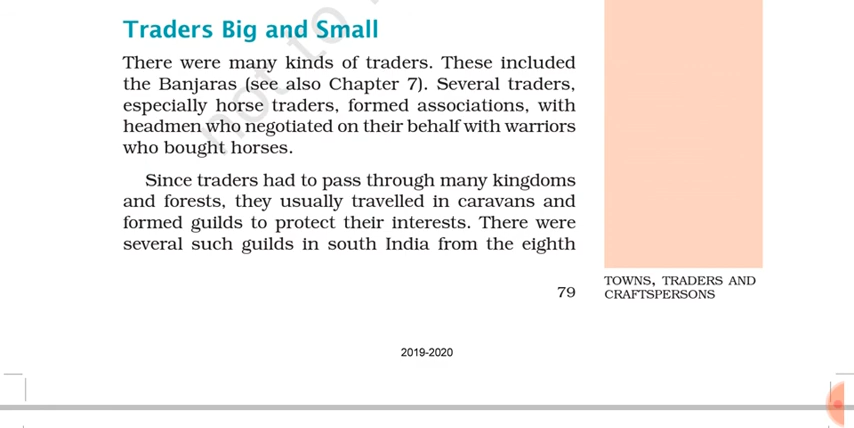 Traders Big and Small
There were many kinds of traders. These included
the Banjaras (see also Chapter 7). Several traders,
especially horse traders, formed associations, with
headmen who negotiated on their behalf with warriors
who bought horses.
Since traders had to pass through many kingdoms
and forests, they usually travelled in caravans and
formed guilds to protect their interests. There were
several such guilds in south India from the eighth
79
TOWNS, TRADERS AND
CRAFTSPERSONS
2019-2020
not to